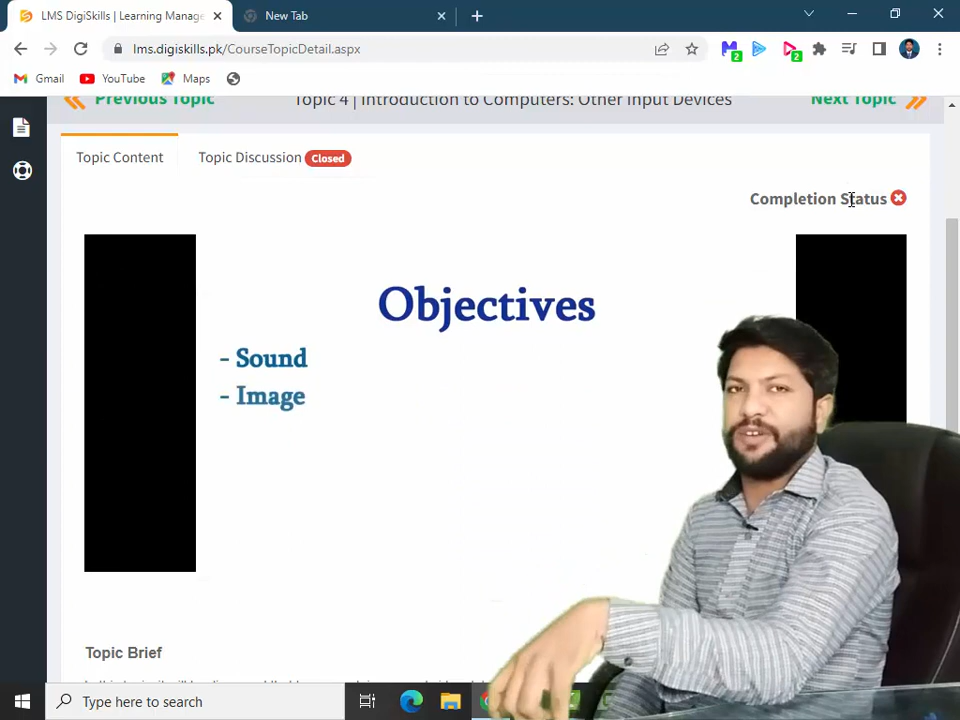 LMS DigiSkills | Learning Manage
New Tab
lms.digiskills.pk/CourseTopicDetail.aspx
2
2
Gmail
YouTube
Maps
Previous Topic
Topic 4 | Introduction to Computers: Other Input Devices
Next Topic
Topic Content
Topic Discussion Closed
Completion Status
Objectives
- Sound
- Image
Topic Brief
Type here to search